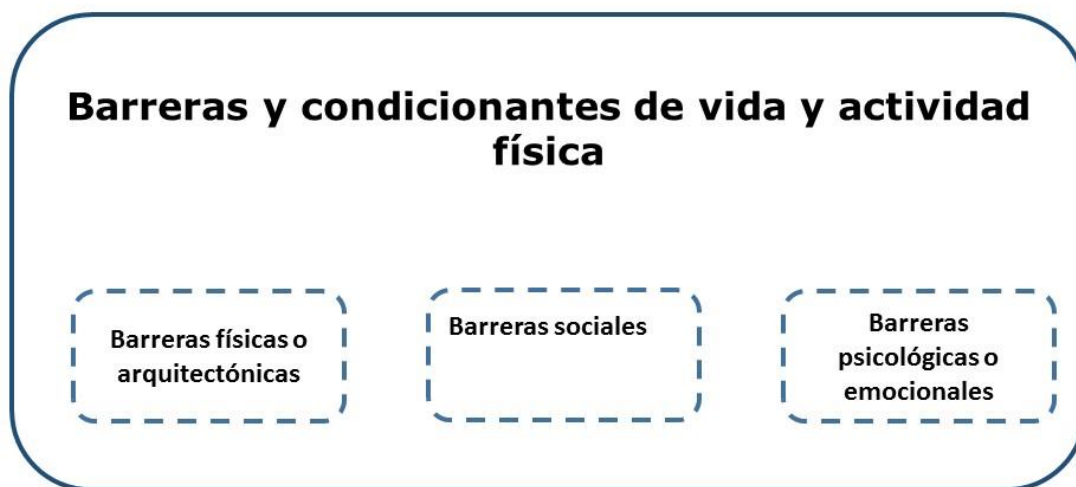 Barreras y condicionantes de vida y actividad
física
Barreras físicas o
arquitectónicas
Barreras sociales
Barreras
psicológicas o
emocionales